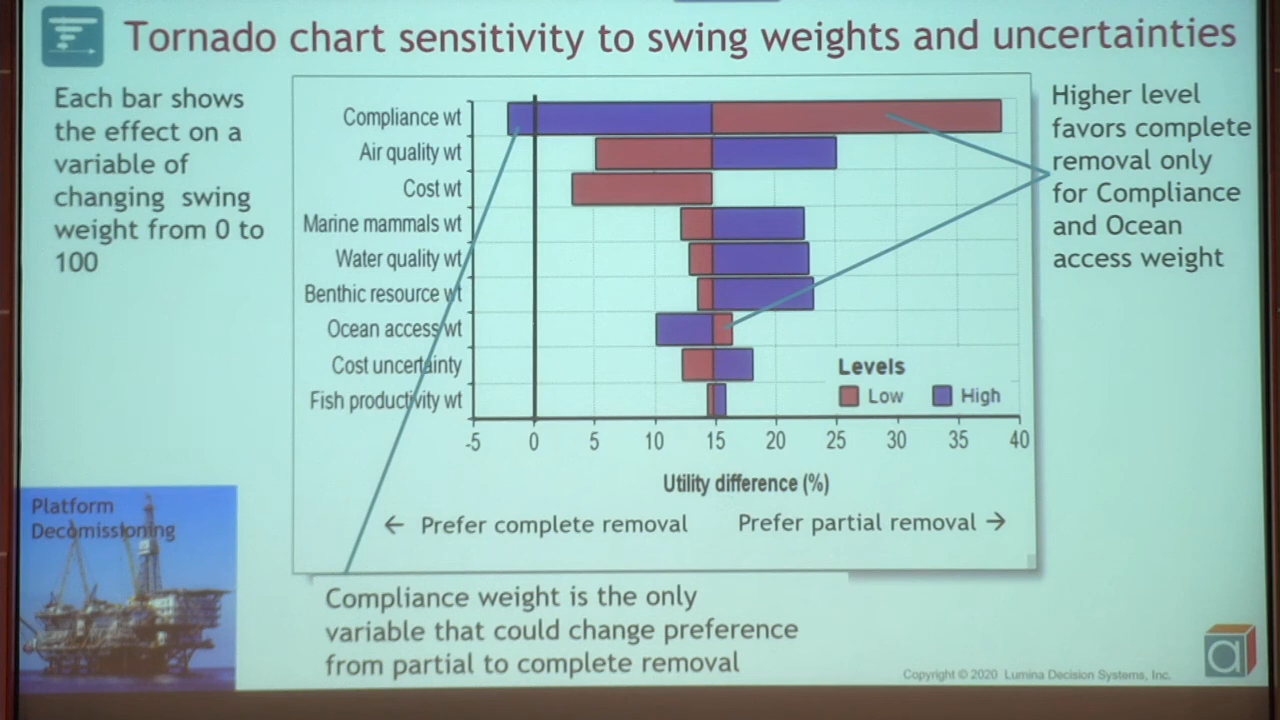 Tornado chart sensitivity to swing weights and uncertainties
Each bar shows
the effect on a
variable of
changing swing
weight from 0 to
100
Compliance wt
Air quality wt
Cost wt
Marine mammals wt
Water quality wt
Benthic resource wt
Ocean access wt
Cost uncertainty
Fish productivity wt
Levels
Low High
-5 0 5 10 15 20 25 30 35 40
Utility difference (%)
← Prefer complete removal Prefer partial removal →
Higher level
favors complete
removal only
for Compliance
and Ocean
access weight
Platform
Decomissioning
Compliance weight is the only
variable that could change preference
from partial to complete removal
Copyright © 2020 Lumina Decision Systems, Inc.
a